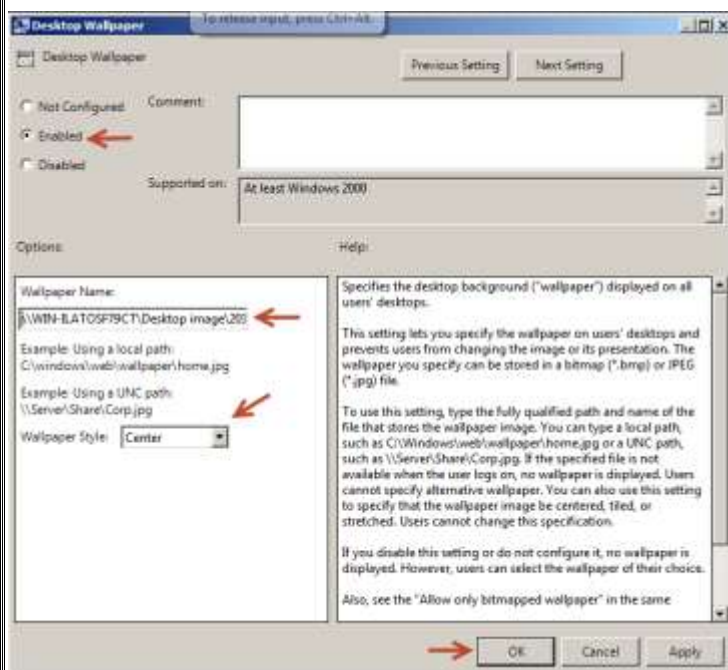 Desktop Wallpaper
To release input, press Ctrl+Alt.
Desktop Wallpaper
Previous Setting
Next Setting
Not Configured
Comment:
Enabled
Disabled
Supported on:
At least Windows 2000
Options:
Help:
Wallpaper Name:
\\WIN-ILATOSF79CT\Desktop image\20
Example: Using a local path:
C:\windows\web\wallpaper\home.jpg
Example: Using a UNC path:
\\Server\Share\Corp.jpg
Wallpaper Style:
Center
Specifies the desktop background ("wallpaper") displayed on all
users' desktops.
This setting lets you specify the wallpaper on users' desktops and
prevents users from changing the image or its presentation. The
wallpaper you specify can be stored in a bitmap (*.bmp) or JPEG
(*.jpg) file.
To use this setting, type the fully qualified path and name of the
file that stores the wallpaper image. You can type a local path,
such as C:\Windows\web\wallpaper\home.jpg or a UNC path,
such as \\Server\Share\Corp.jpg. If the specified file is not
available when the user logs on, no wallpaper is displayed. Users
cannot specify alternative wallpaper. You can also use this setting
to specify that the wallpaper image be centered, tiled, or
stretched. Users cannot change this specification.
If you disable this setting or do not configure it, no wallpaper is
displayed. However, users can select the wallpaper of their choice.
Also, see the "Allow only bitmapped wallpaper" in the same
OK
Cancel
Apply